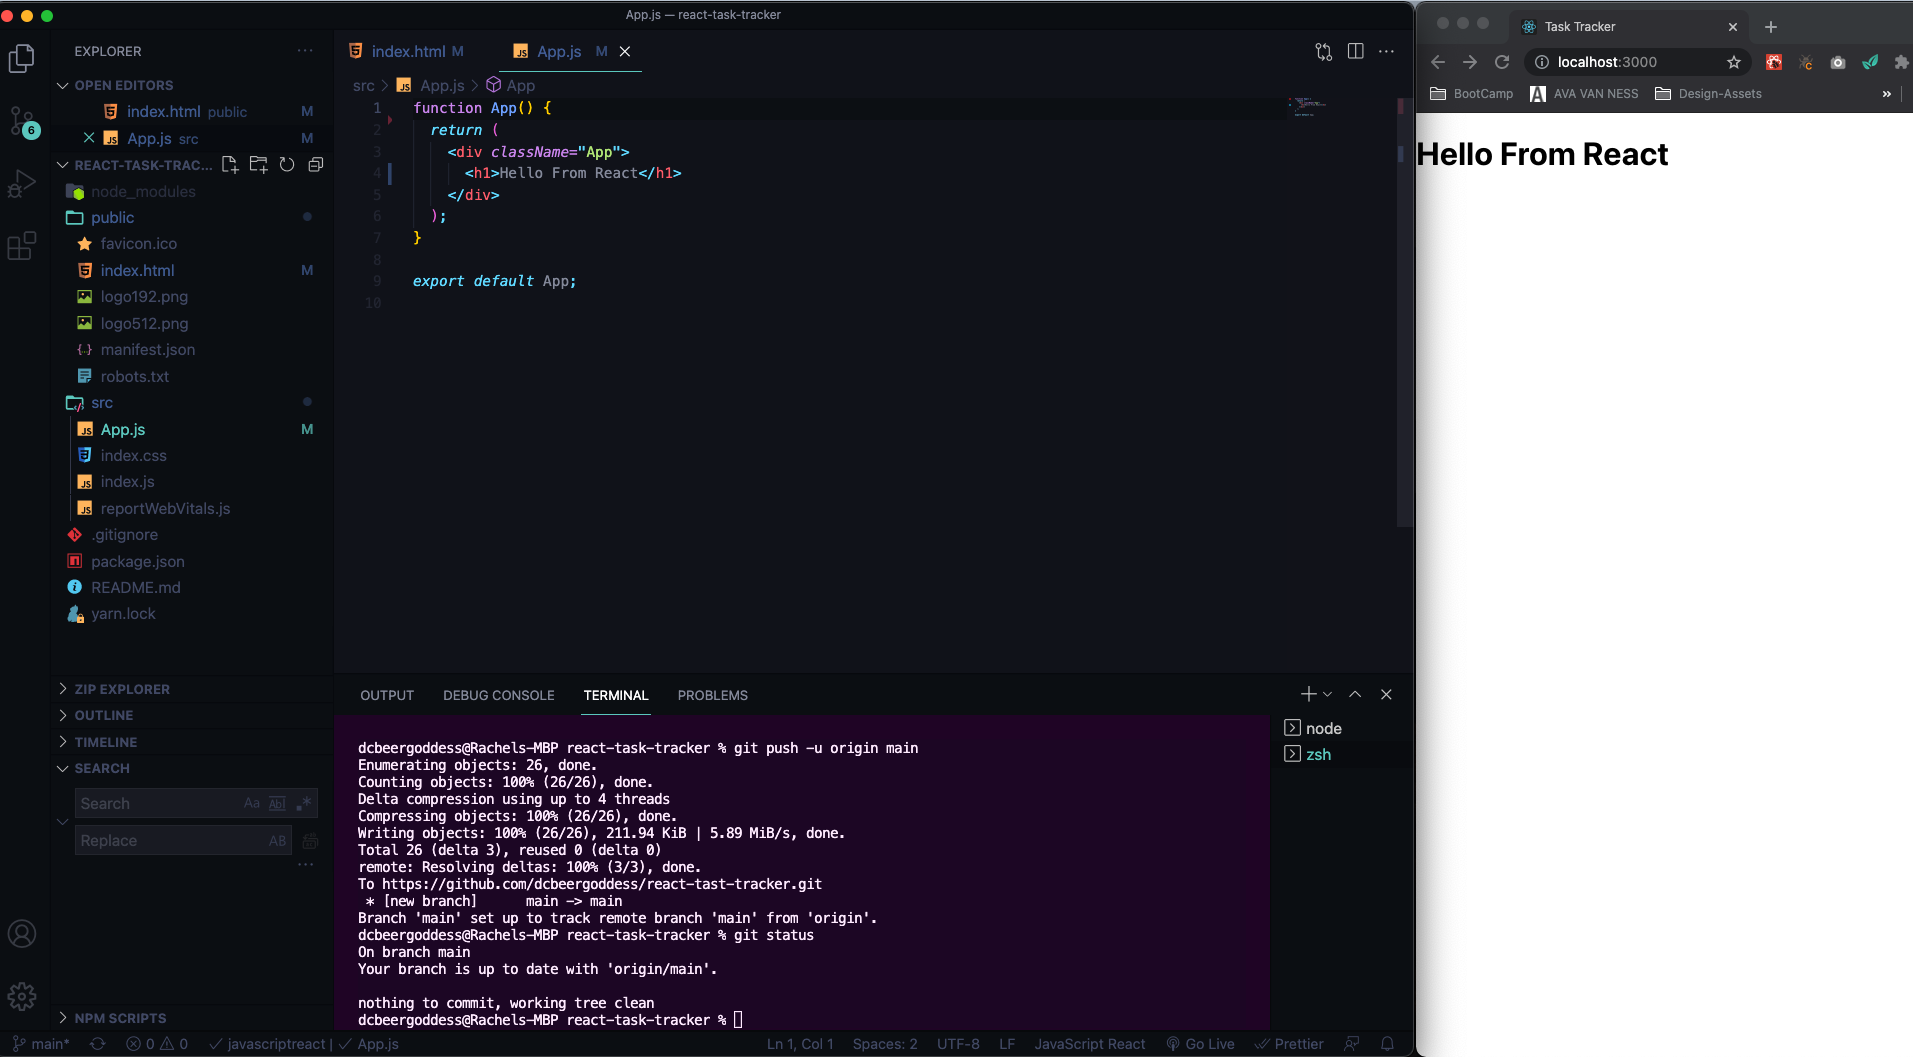 App.js — react-task-tracker
EXPLORER
OPEN EDITORS
index.html public M
App.js src M
REACT-TASK-TRAC...
node_modules
public
favicon.ico
index.html M
logo192.png
logo512.png
manifest.json
robots.txt
src
App.js M
index.css
index.js
reportWebVitals.js
.gitignore
package.json
README.md
yarn.lock
ZIP EXPLORER
OUTLINE
TIMELINE
SEARCH
Search Aa Abl .*
Replace AB
NPM SCRIPTS
6
index.html M App.js M
src > App.js > App
1 function App() {
2 return (
3 <div className="App">
4 <h1>Hello From React</h1>
5 </div>
6 );
7 }
8
9 export default App;
10
OUTPUT DEBUG CONSOLE TERMINAL PROBLEMS
node
zsh
dcbeergoddess@Rachels-MBP react-task-tracker % git push -u origin main
Enumerating objects: 26, done.
Counting objects: 100% (26/26), done.
Delta compression using up to 4 threads
Compressing objects: 100% (26/26), done.
Writing objects: 100% (26/26), 211.94 KiB | 5.89 MiB/s, done.
Total 26 (delta 3), reused 0 (delta 0)
remote: Resolving deltas: 100% (3/3), done.
To https://github.com/dcbeergoddess/react-tast-tracker.git
* [new branch] main -> main
Branch 'main' set up to track remote branch 'main' from 'origin'.
dcbeergoddess@Rachels-MBP react-task-tracker % git status
On branch main
Your branch is up to date with 'origin/main'.
nothing to commit, working tree clean
dcbeergoddess@Rachels-MBP react-task-tracker %
main* 0 0 javascriptreact | App.js Ln 1, Col 1 Spaces: 2 UTF-8 LF JavaScript React Go Live Prettier
Task Tracker
localhost:3000
BootCamp AVA VAN NESS Design-Assets »
Hello From React